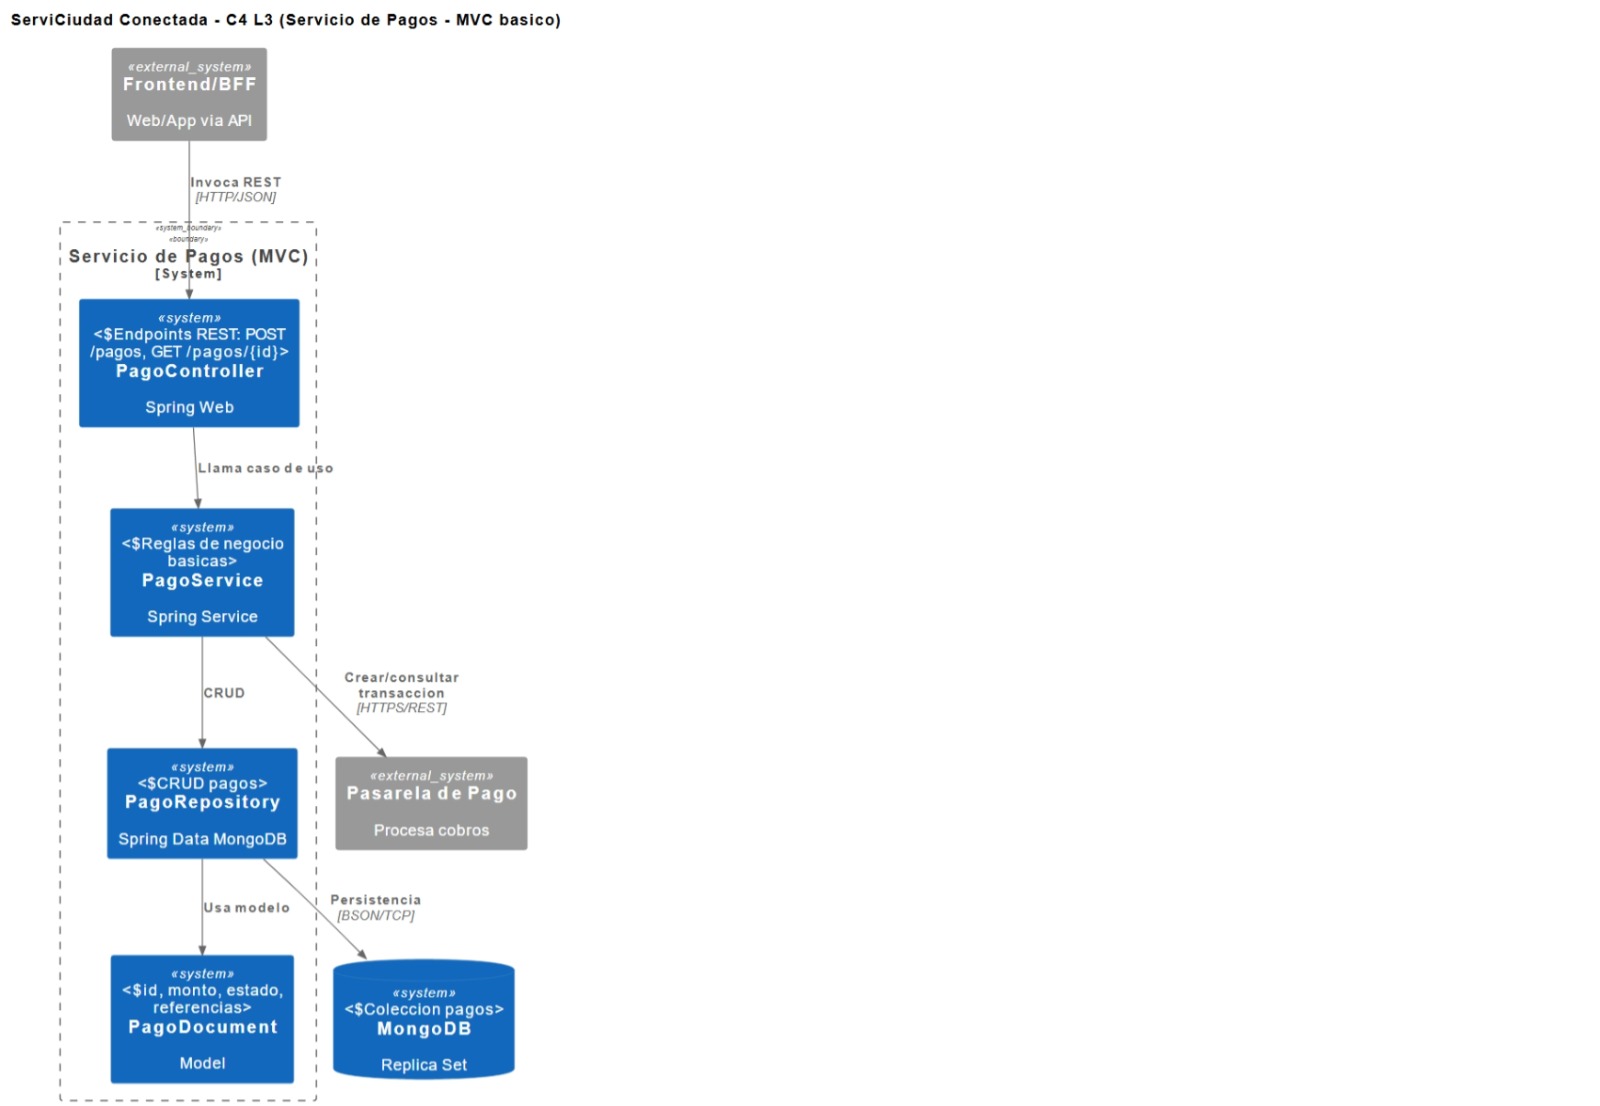 ServiCiudad Conectada - C4 L3 (Servicio de Pagos - MVC basico)
«external_system»
Frontend/BFF
Web/App via API
Invoca REST
[HTTP/JSON]
«system_boundary»
«boundary»
Servicio de Pagos (MVC)
[System]
«system»
<$Endpoints REST: POST
/pagos, GET /pagos/{id}>
PagoController
Spring Web
Llama caso de uso
«system»
<$Reglas de negocio
basicas>
PagoService
Spring Service
CRUD
Crear/consultar
transaccion
[HTTPS/REST]
«system»
<$CRUD pagos>
PagoRepository
Spring Data MongoDB
«external_system»
Pasarela de Pago
Procesa cobros
Usa modelo
Persistencia
[BSON/TCP]
«system»
<$id, monto, estado,
referencias>
PagoDocument
Model
«system»
<$Coleccion pagos>
MongoDB
Replica Set